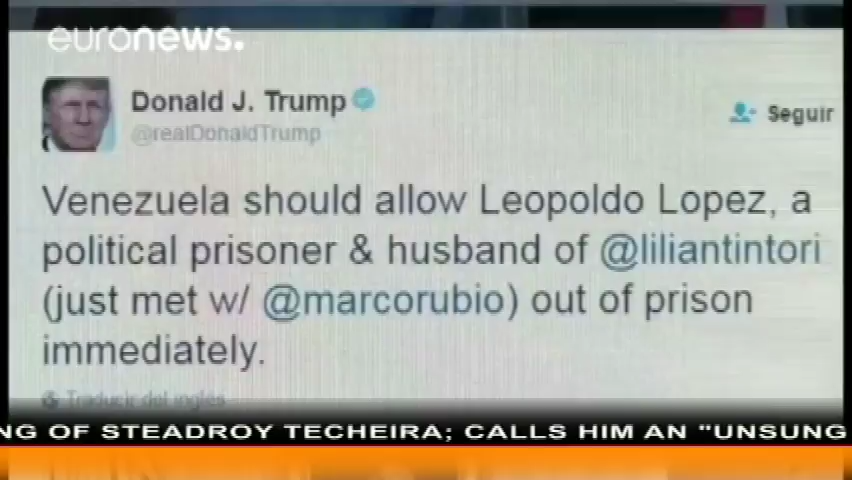 euronews.
Donald J. Trump
@realDonaldTrump
Seguir
Venezuela should allow Leopoldo Lopez, a
political prisoner & husband of @liliantintori
(just met w/ @marcorubio) out of prison
immediately.
Traducir del inglés
NG OF STEADROY TECHEIRA; CALLS HIM AN "UNSUNG